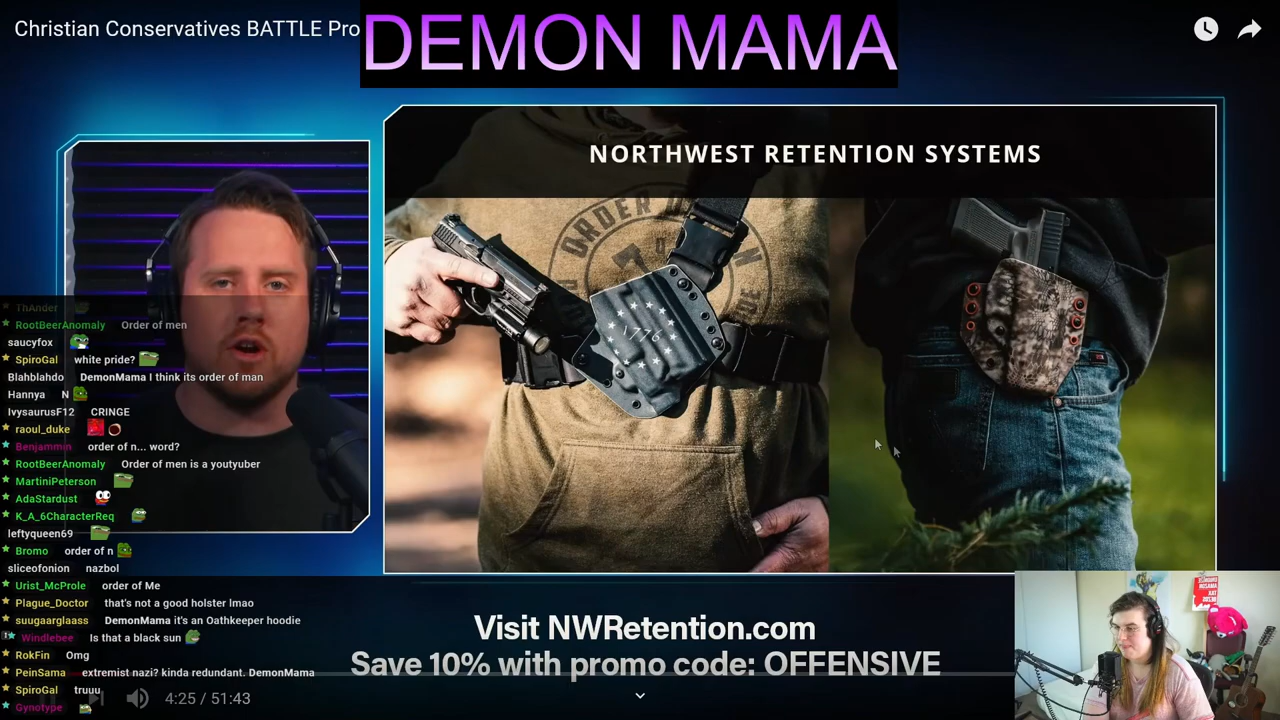 Christian Conservatives BATTLE Pro
DEMON MAMA
NORTHWEST RETENTION SYSTEMS
ORDER
1776
ThAnder
RootBeerAnomaly Order of men
saucyfox
SpiroGal white pride?
Blahblahdo DemonMama I think its order of man
Hannya N
IvysaurusF12 CRINGE
raoul_duke
Benjammin order of n... word?
RootBeerAnomaly Order of men is a youtyuber
MartiniPeterson
AdaStardust
K_A_6CharacterReq
leftyqueen69
Bromo order of n
sliceofonion nazbol
Urist_McProle order of Me
Plague_Doctor that's not a good holster lmao
suugaarglaass DemonMama it's an Oathkeeper hoodie
Windlebee Is that a black sun
RokFin Omg
PeinSama extremist nazi? kinda redundant. DemonMama
SpiroGal truuu
Gynotype
Visit NWRetention.com
Save 10% with promo code: OFFENSIVE
4:25 / 51:43